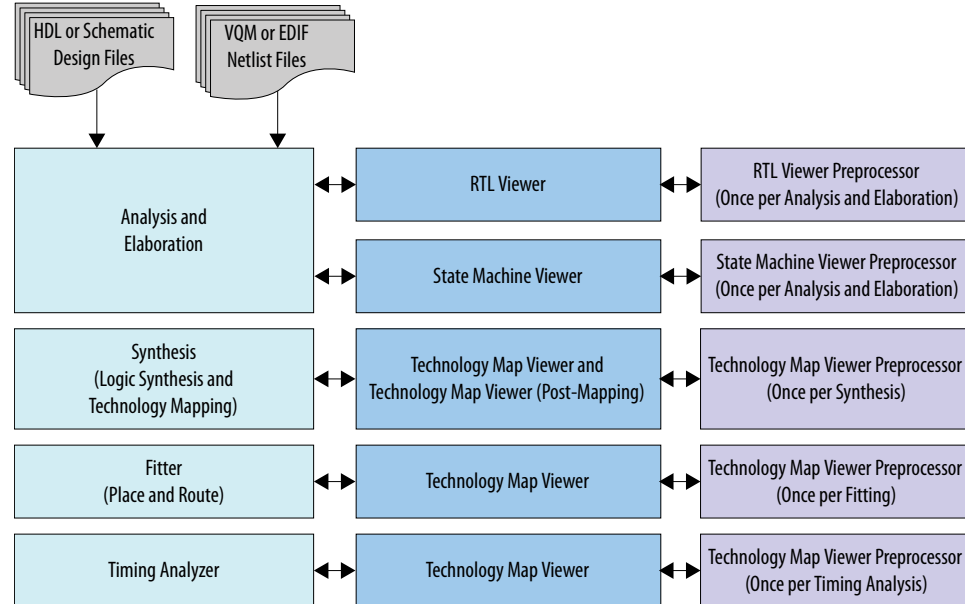 HDL or Schematic
Design Files
VQM or EDIF
Netlist Files
Analysis and
Elaboration
RTL Viewer
RTL Viewer Preprocessor
(Once per Analysis and Elaboration)
State Machine Viewer
State Machine Viewer Preprocessor
(Once per Analysis and Elaboration)
Synthesis
(Logic Synthesis and
Technology Mapping)
Technology Map Viewer and
Technology Map Viewer (Post-Mapping)
Technology Map Viewer Preprocessor
(Once per Synthesis)
Fitter
(Place and Route)
Technology Map Viewer
Technology Map Viewer Preprocessor
(Once per Fitting)
Timing Analyzer
Technology Map Viewer
Technology Map Viewer Preprocessor
(Once per Timing Analysis)